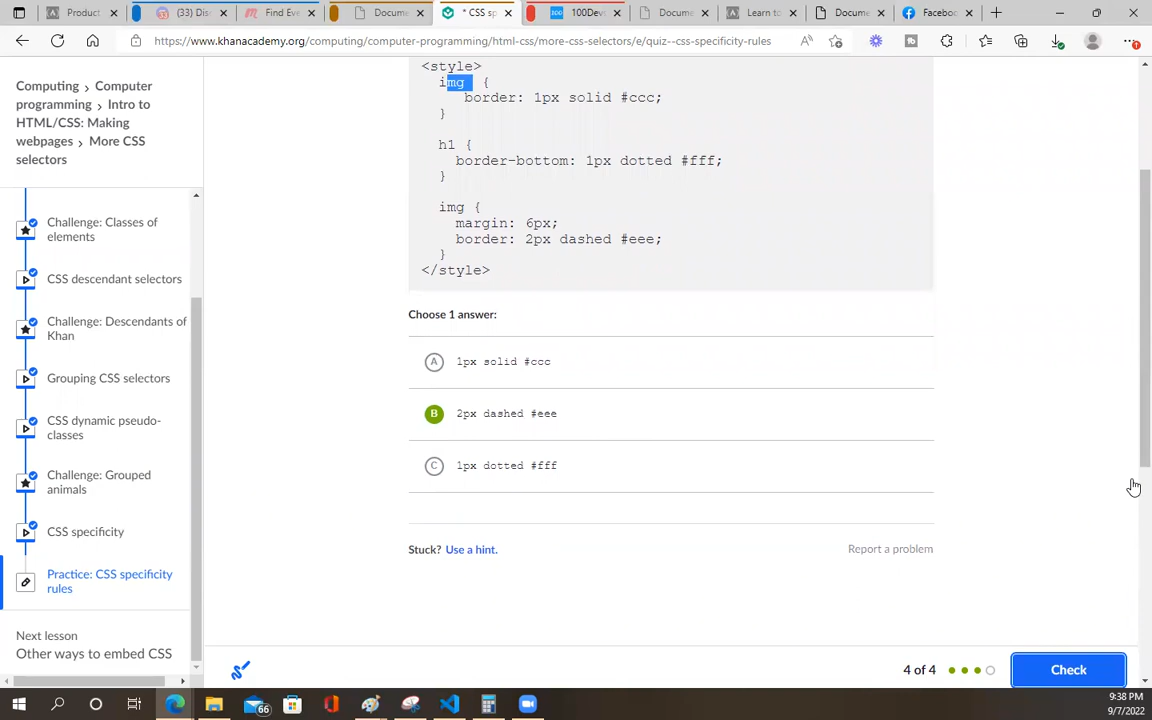 Product
(33) Dis
Find Eve
Docume
* CSS sp
100Devs
Docume
Learn to
Docume
Faceboo
https://www.khanacademy.org/computing/computer-programming/html-css/more-css-selectors/e/quiz--css-specificity-rules
Computing > Computer
programming > Intro to
HTML/CSS: Making
webpages > More CSS
selectors
Challenge: Classes of
elements
CSS descendant selectors
Challenge: Descendants of
Khan
Grouping CSS selectors
CSS dynamic pseudo-
classes
Challenge: Grouped
animals
CSS specificity
Practice: CSS specificity
rules
Next lesson
Other ways to embed CSS
<style>
img {
border: 1px solid #ccc;
}
h1 {
border-bottom: 1px dotted #fff;
}
img {
margin: 6px;
border: 2px dashed #eee;
}
</style>
Choose 1 answer:
A 1px solid #ccc
B 2px dashed #eee
C 1px dotted #fff
Stuck? Use a hint.
Report a problem
4 of 4
Check
66
9:38 PM
9/7/2022